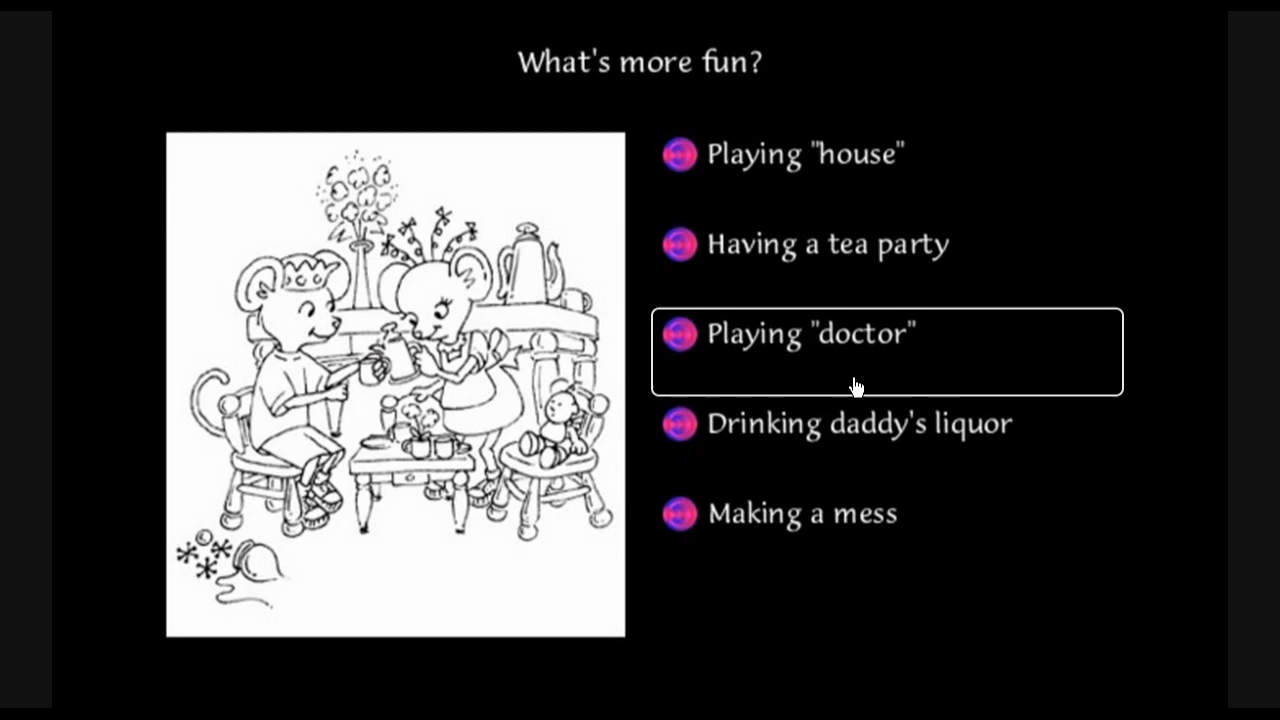 What's more fun?
Playing "house"
Having a tea party
Playing "doctor"
Drinking daddy's liquor
Making a mess